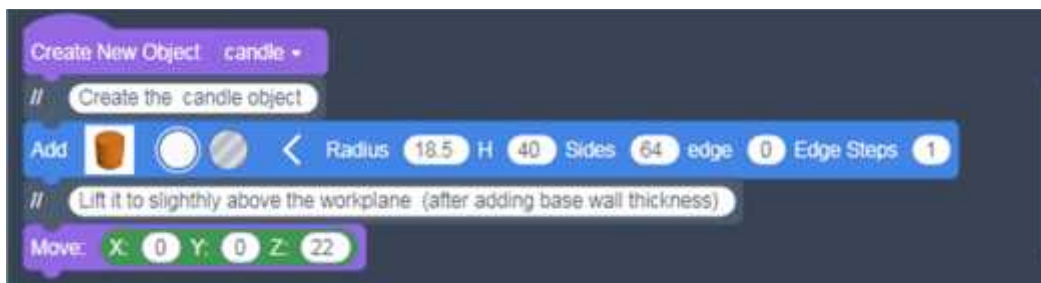 Create New Object candle
// Create the candle object
Add Radius 18.5 H 40 Sides 64 edge 0 Edge Steps 1
// Lift it to slighthly above the workplane (after adding base wall thickness)
Move: X: 0 Y: 0 Z: 22